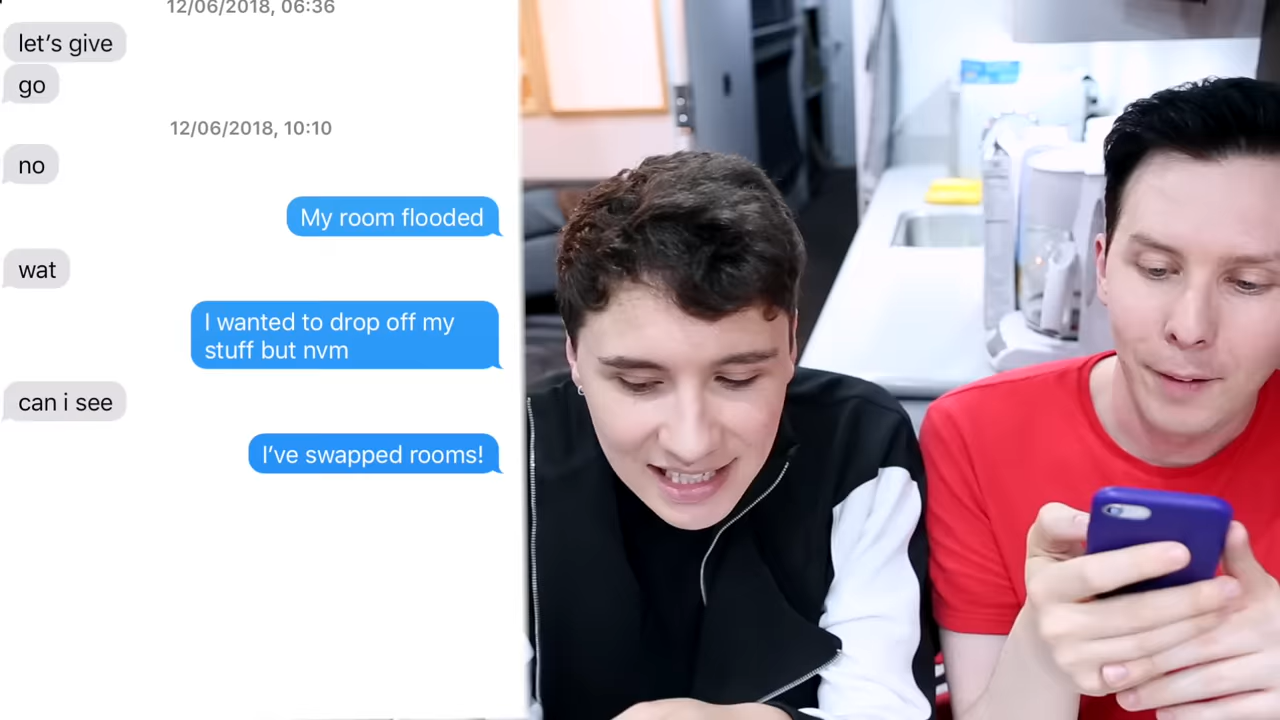 12/06/2018, 06:36
let’s give
go
12/06/2018, 10:10
no
My room flooded
wat
I wanted to drop off my
stuff but nvm
can i see
I’ve swapped rooms!